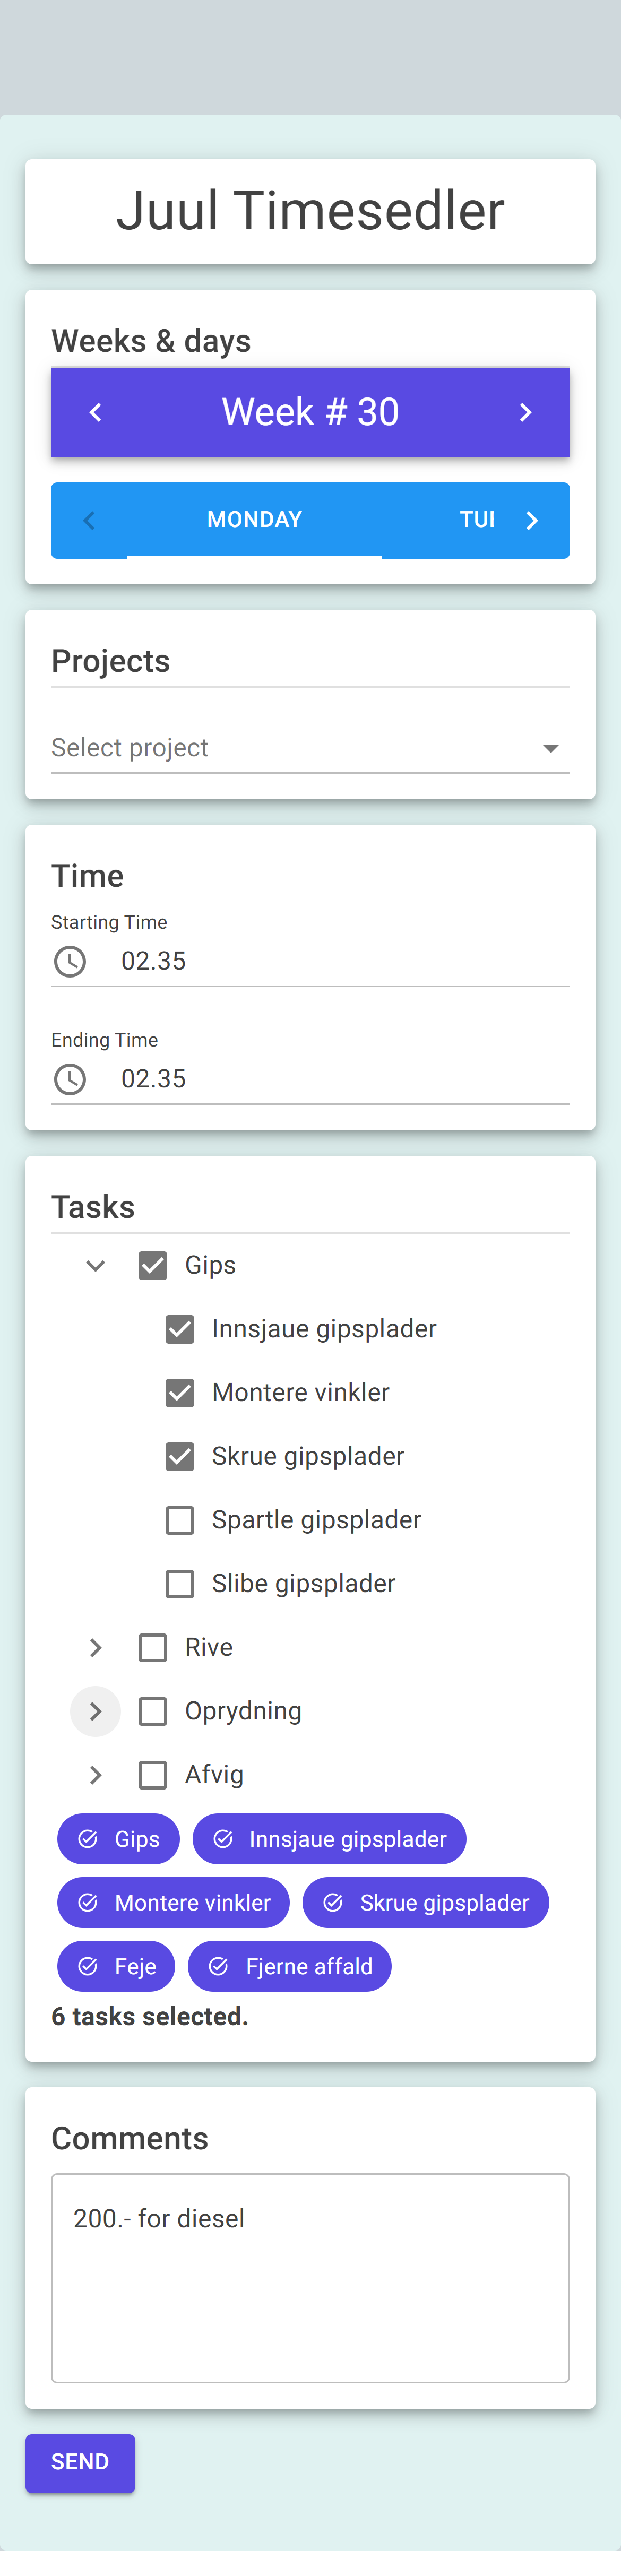 Juul Timesedler
Weeks & days
Week # 30
MONDAY TUI
Projects
Select project
Time
Starting Time
02.35
Ending Time
02.35
Tasks
Gips
Innsjaue gipsplader
Montere vinkler
Skrue gipsplader
Spartle gipsplader
Slibe gipsplader
Rive
Oprydning
Afvig
Gips Innsjaue gipsplader
Montere vinkler Skrue gipsplader
Feje Fjerne affald
6 tasks selected.
Comments
200.- for diesel
SEND